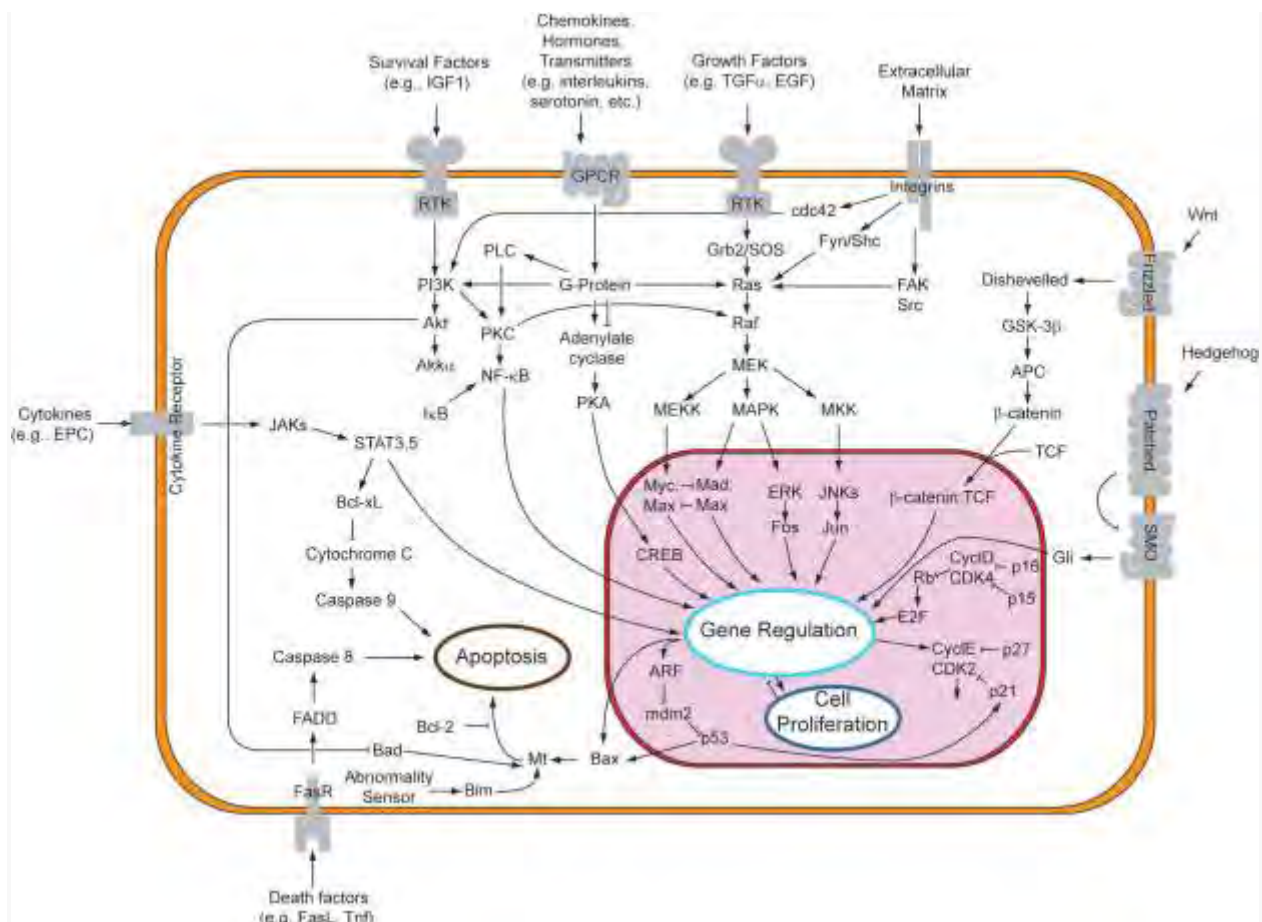 Survival Factors
(e.g., IGF1)
Chemokines,
Hormones,
Transmitters
(e.g. interleukins,
serotonin, etc.)
Growth Factors
(e.g. TGFα, EGF)
Extracellular
Matrix
GPCR
RTK
RTK
Integrins
cdc42
Wnt
Grb2/SOS
Fyn/Shc
PLC
Frizzled
Dishevelled
PI3K
G-Protein
Ras
FAK
Src
Akt
PKC
Adenylate
cyclase
Raf
GSK-3β
Hedgehog
Akkα
NF-κB
MEK
APC
IκB
PKA
MEKK
MAPK
MKK
β-catenin
Cytokines
(e.g., EPC)
Cytokine Receptor
JAKs
STAT3,5
TCF
Patched
Myc:
Mad:
Max
Max
ERK
JNKs
β-catenin:TCF
Bcl-xL
Fos
Jun
Cytochrome C
CREB
Gli
SMO
CyclD
CDK4
p16
p15
Rb
E2F
Caspase 9
Gene Regulation
Caspase 8
Apoptosis
ARF
CyclE
CDK2
p27
p21
mdm2
Cell
Proliferation
FADD
Bcl-2
p53
Bad
Mt
Bax
FasR
Abnormality
Sensor
Bim
Death factors
(e.g. FasL, Tnf)